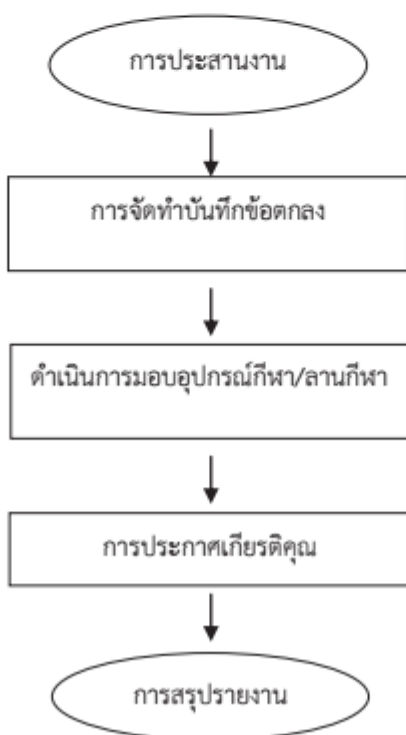 การประสานงาน
การจัดทำบันทึกข้อตกลง
ดำเนินการมอบอุปกรณ์กีฬา/ลานกีฬา
การประกาศเกียรติคุณ
การสรุปรายงาน